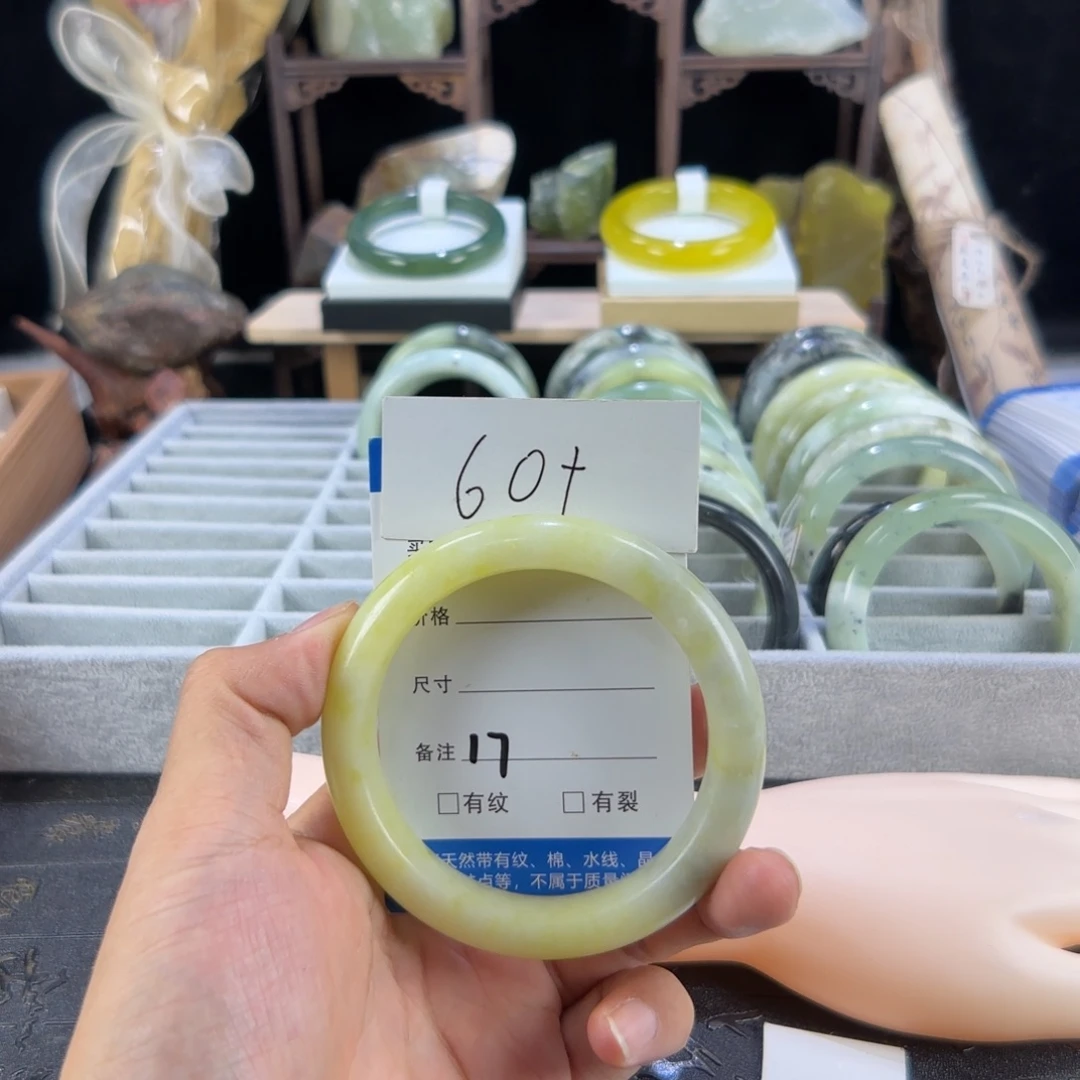 60+
价格
尺寸
备注 17
□有纹 □有裂
天然带有纹、棉、水线、晶
点等，不属于质量